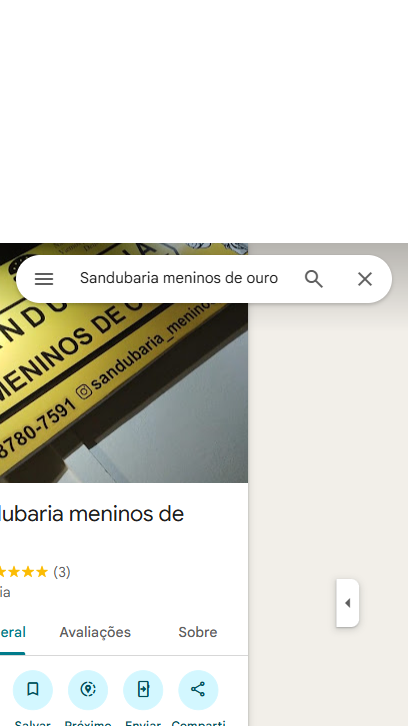 Sandubaria meninos de ouro
NDU
MENINOS DE
sandubaria_menino
8780-7591
dubaria meninos de
(3)
ia
eral Avaliações Sobre
Salvar Próximo Enviar Comparti